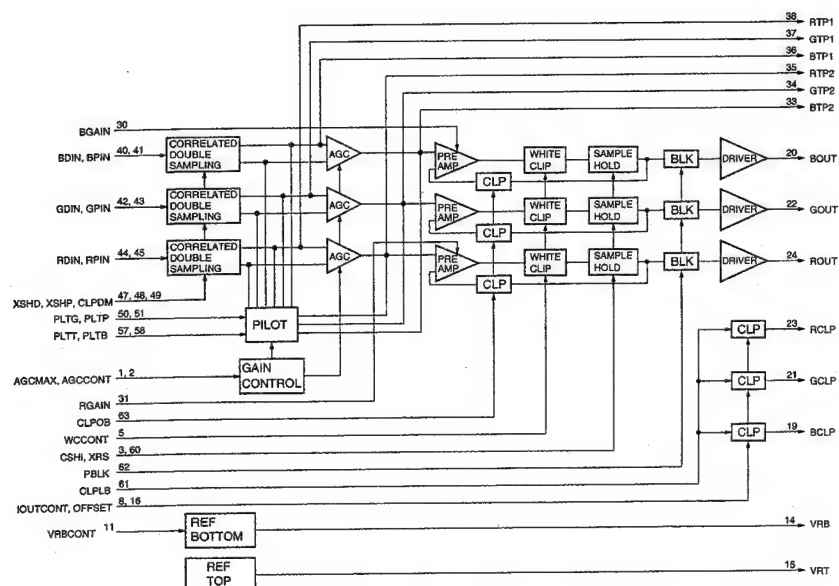 38 RTP1
37 GTP1
36 BTP1
35 RTP2
34 GTP2
33 BTP2
BGAIN 30
BDIN, BPIN 40, 41
CORRELATED
DOUBLE
SAMPLING
AGC
PRE
AMP
WHITE
CLIP
SAMPLE
HOLD
BLK
DRIVER
20 BOUT
CLP
GDIN, GPIN 42, 43
CORRELATED
DOUBLE
SAMPLING
AGC
PRE
AMP
WHITE
CLIP
SAMPLE
HOLD
BLK
DRIVER
22 GOUT
CLP
RDIN, RPIN 44, 45
CORRELATED
DOUBLE
SAMPLING
AGC
PRE
AMP
WHITE
CLIP
SAMPLE
HOLD
BLK
DRIVER
24 ROUT
CLP
XSHD, XSHP, CLPDM 47, 48, 49
PLTG, PLTP 50, 51
PLTT, PLTB 57, 58
PILOT
CLP 23 RCLP
AGCMAX, AGCCONT 1, 2
GAIN
CONTROL
CLP 21 GCLP
RGAIN 31
CLPOB 63
WCCONT 5
CLP 19 BCLP
CSHI, XRS 3, 60
PBLK 62
CLPLB 61
IOUTCONT, OFFSET 8, 16
VRBCONT 11
REF
BOTTOM
14 VRB
REF
TOP
15 VRT